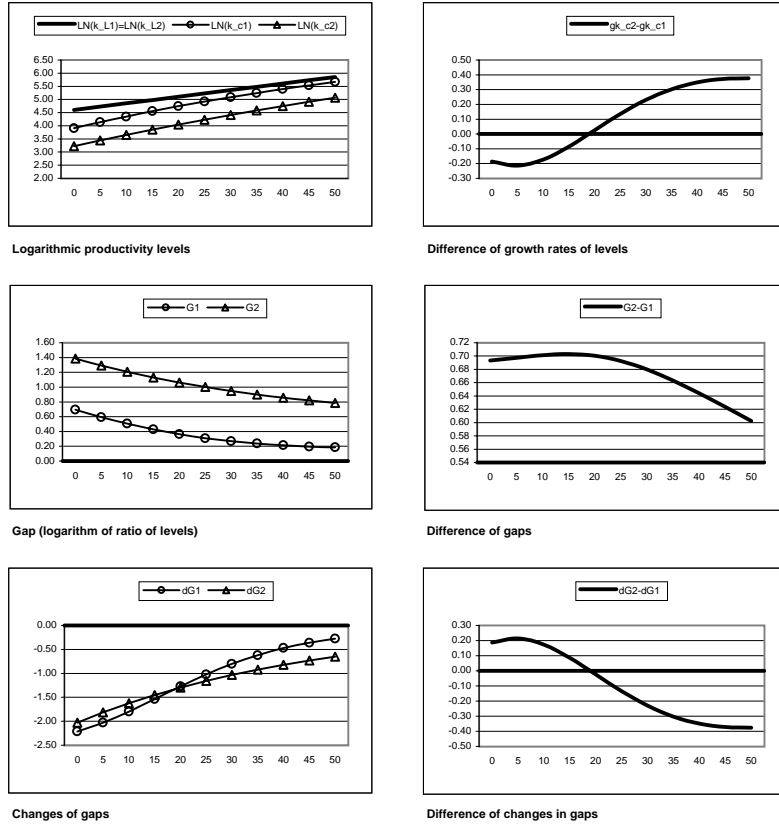 LN(k_L1)=LN(k_L2) LN(k_c1) LN(k_c2)
6.50
6.00
5.50
5.00
4.50
4.00
3.50
3.00
2.50
2.00
0 5 10 15 20 25 30 35 40 45 50
Logarithmic productivity levels
gk_c2-gk_c1
0.50
0.40
0.30
0.20
0.10
0.00
-0.10
-0.20
-0.30
0 5 10 15 20 25 30 35 40 45 50
Difference of growth rates of levels
G1 G2
1.60
1.40
1.20
1.00
0.80
0.60
0.40
0.20
0.00
0 5 10 15 20 25 30 35 40 45 50
Gap (logarithm of ratio of levels)
G2-G1
0.72
0.70
0.68
0.66
0.64
0.62
0.60
0.58
0.56
0.54
0 5 10 15 20 25 30 35 40 45 50
Difference of gaps
dG1 dG2
0.00
-0.50
-1.00
-1.50
-2.00
-2.50
0 5 10 15 20 25 30 35 40 45 50
Changes of gaps
dG2-dG1
0.30
0.20
0.10
0.00
-0.10
-0.20
-0.30
-0.40
-0.50
0 5 10 15 20 25 30 35 40 45 50
Difference of changes in gaps